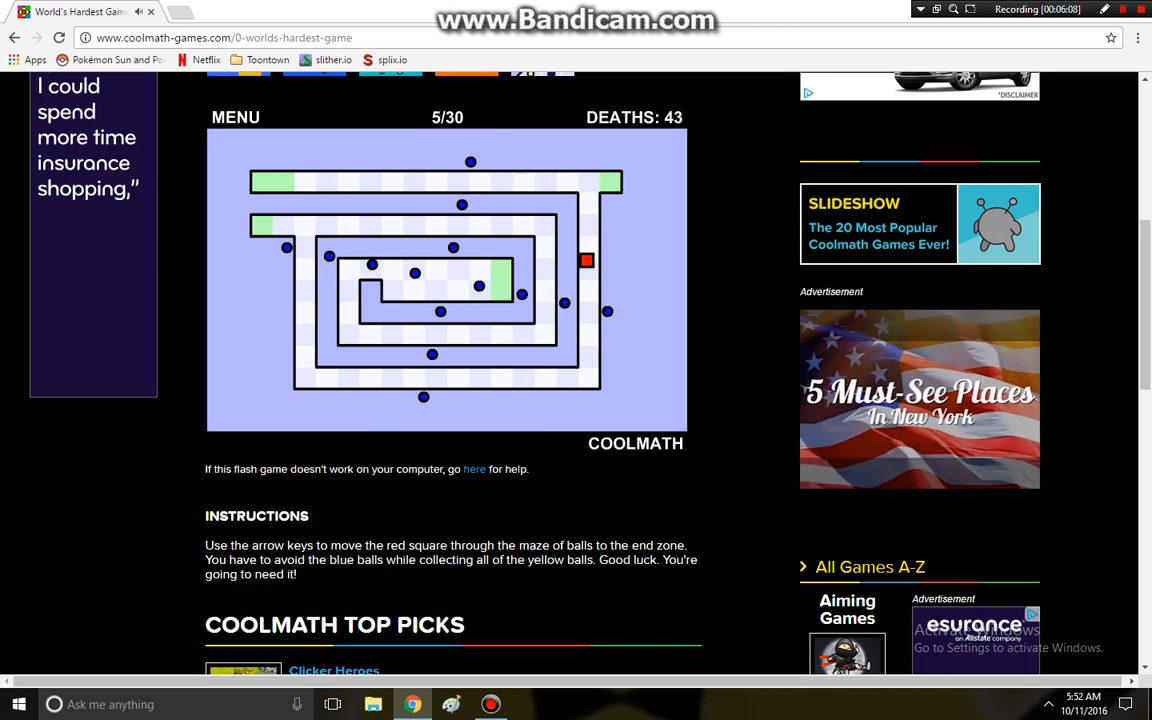 www.Bandicam.com
World's Hardest Gam
Recording [00:06:08]
www.coolmath-games.com/0-worlds-hardest-game
Apps
Pokémon Sun and Po
Netflix
Toontown
slither.io
splix.io
I could
spend
more time
insurance
shopping,”
*DISCLAIMER
MENU
5/30
DEATHS: 43
COOLMATH
SLIDESHOW
The 20 Most Popular
Coolmath Games Ever!
Advertisement
5 Must-See Places
In New York
If this flash game doesn't work on your computer, go here for help.
INSTRUCTIONS
Use the arrow keys to move the red square through the maze of balls to the end zone.
You have to avoid the blue balls while collecting all of the yellow balls. Good luck. You're
going to need it!
COOLMATH TOP PICKS
Clicker Heroes
All Games A-Z
Aiming
Games
Advertisement
esurance
an Allstate company
Activate Windows
Go to Settings to activate Windows.
Ask me anything
5:52 AM
10/11/2016